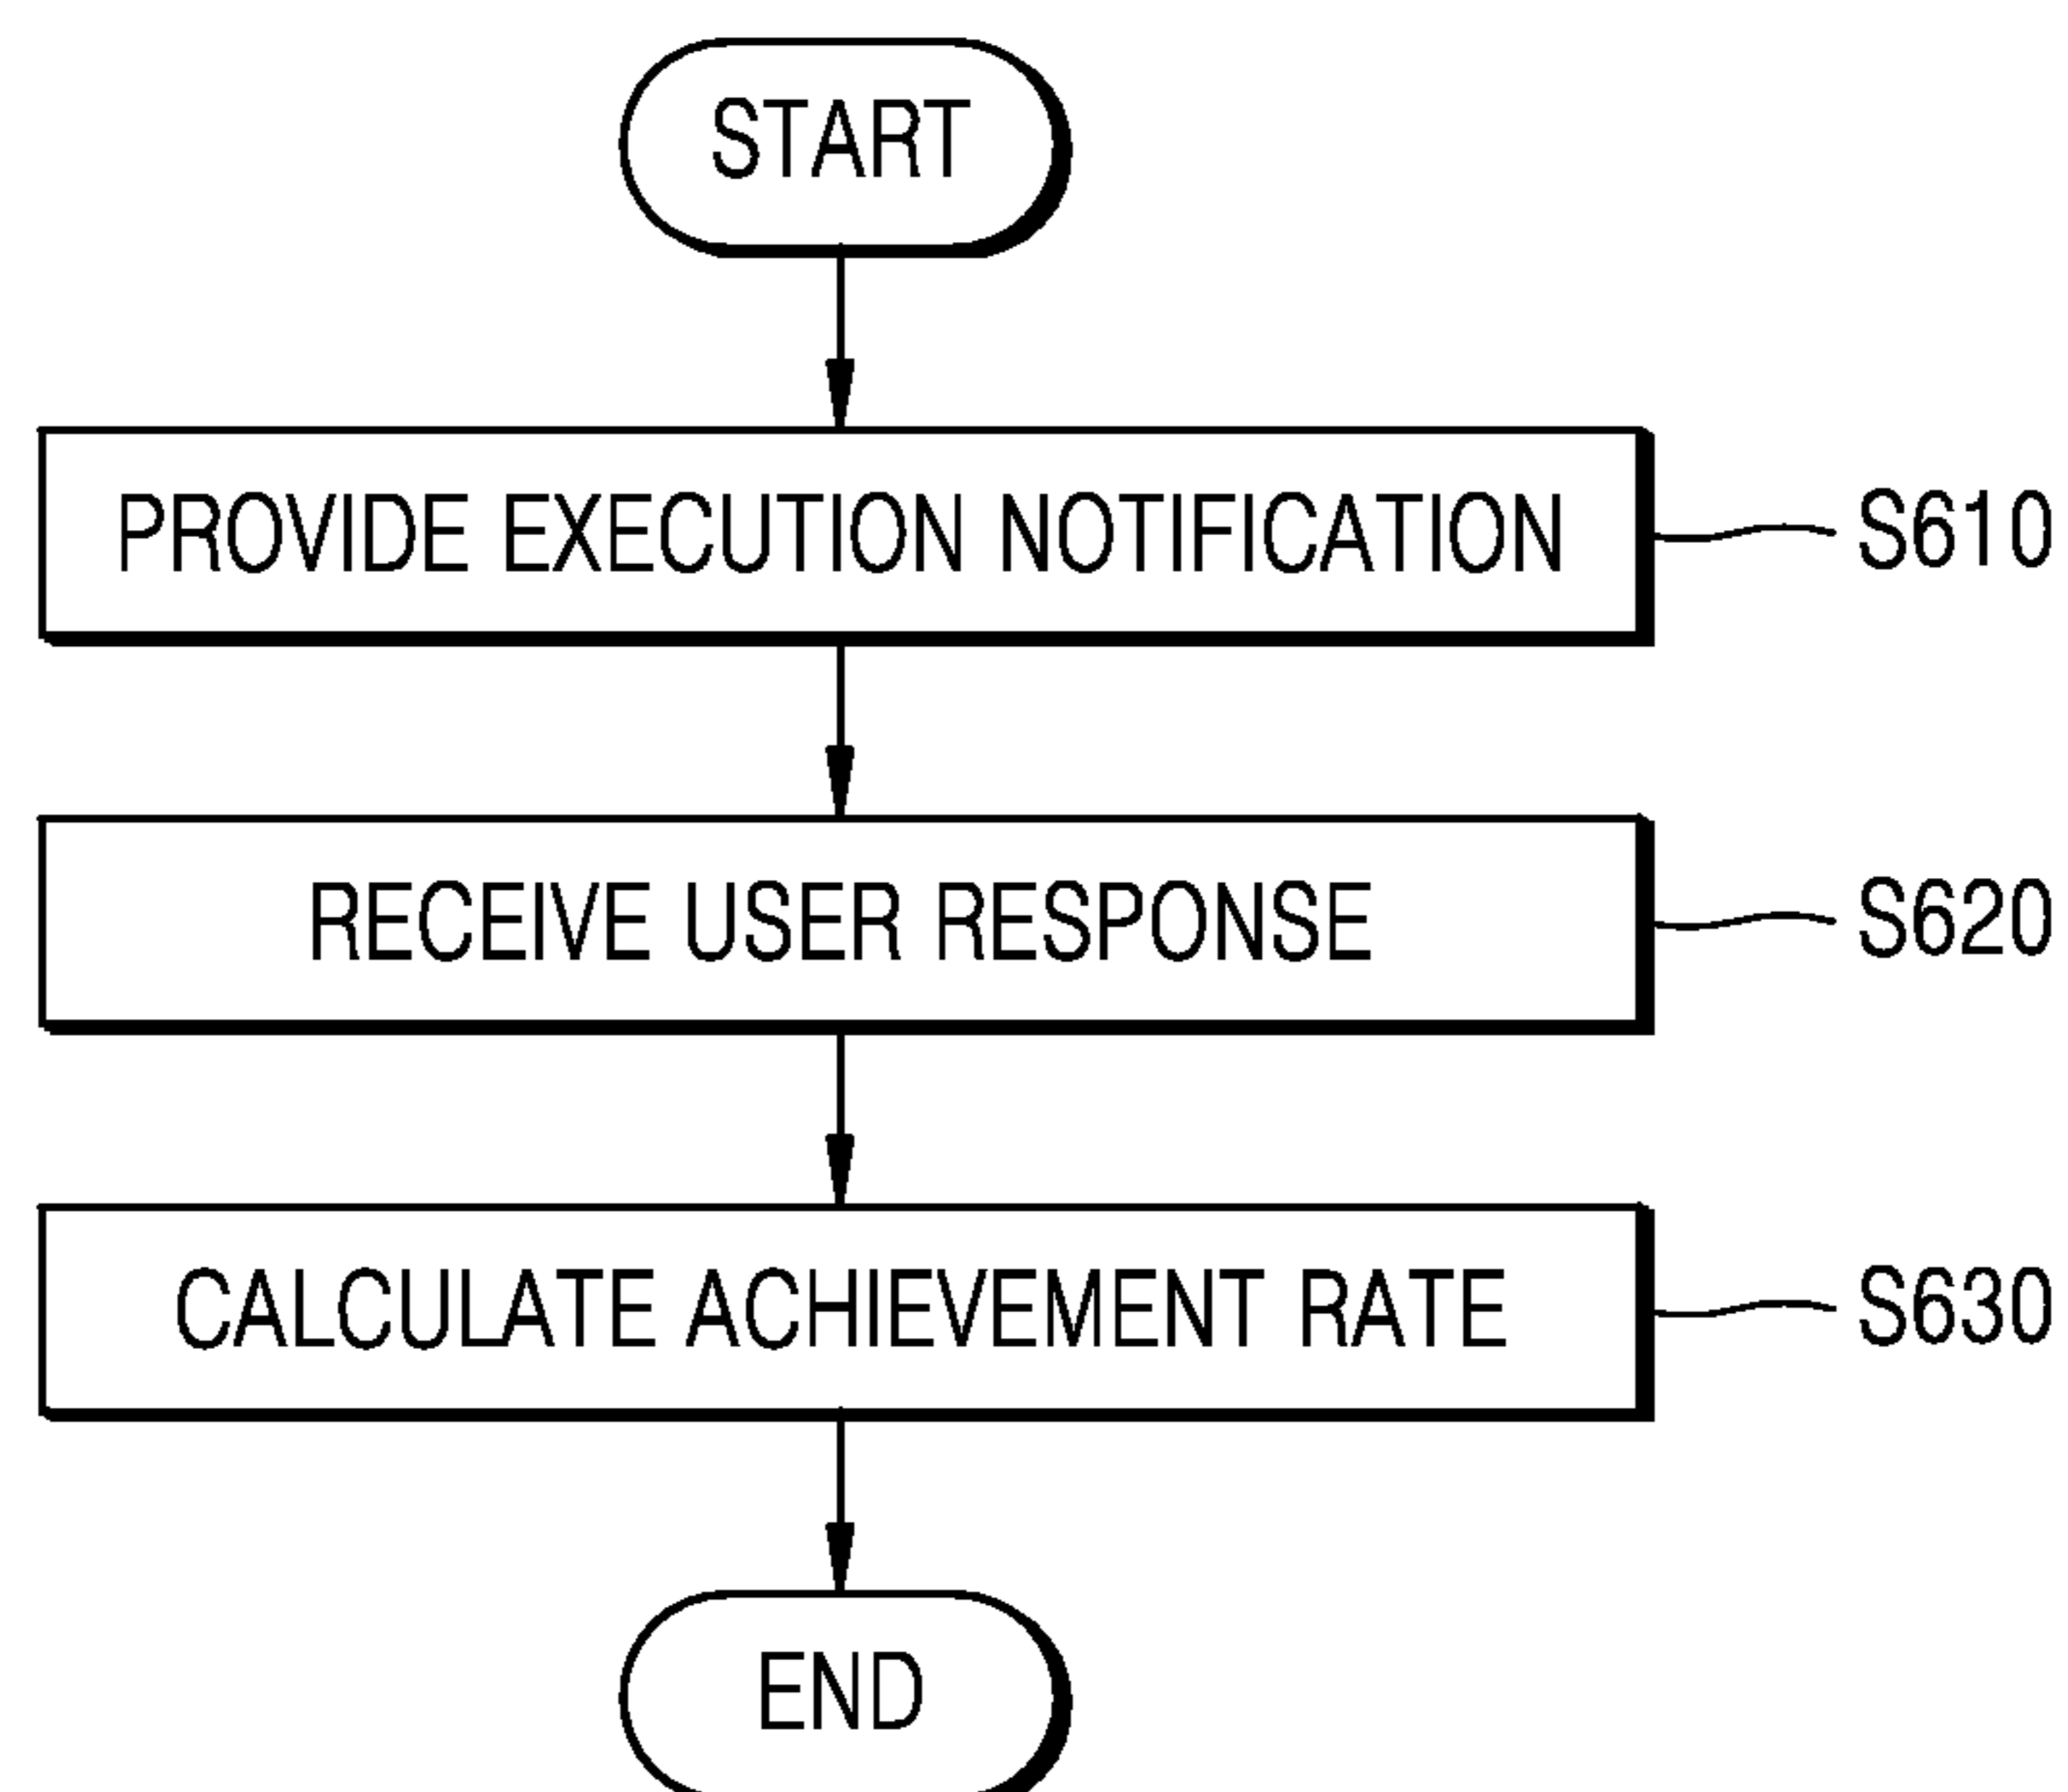 START
PROVIDE EXECUTION NOTIFICATION
S610
RECEIVE USER RESPONSE
S620
CALCULATE ACHIEVEMENT RATE
S630
END